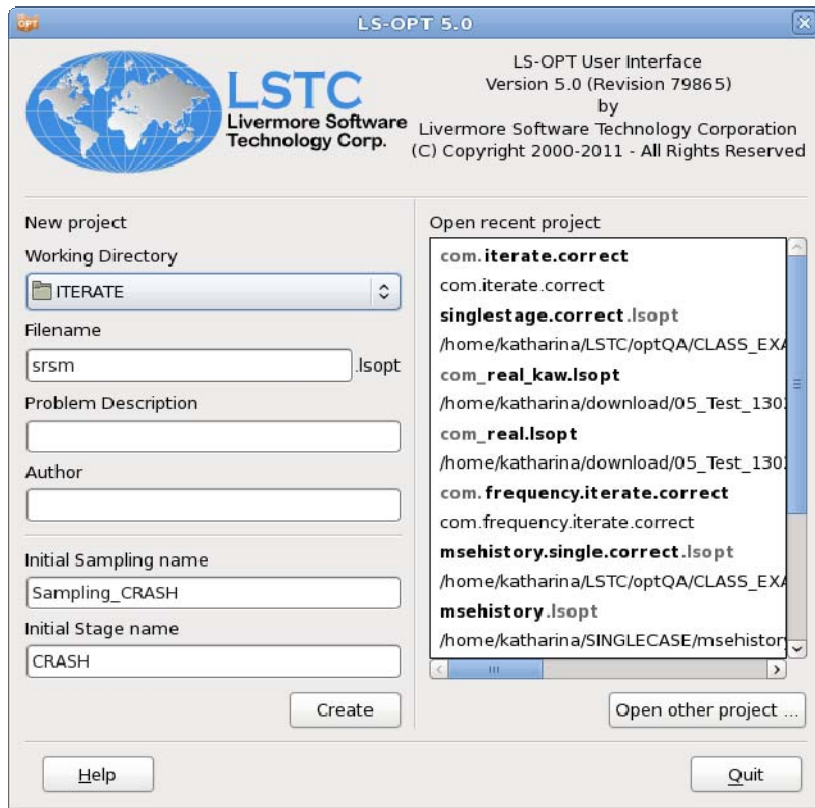 OPT
LS-OPT 5.0
LSTC
Livermore Software
Technology Corp.
LS-OPT User Interface
Version 5.0 (Revision 79865)
by
Livermore Software Technology Corporation
(C) Copyright 2000-2011 - All Rights Reserved
New project
Working Directory
ITERATE
Filename
srsm .lsopt
Problem Description
Author
Initial Sampling name
Sampling_CRASH
Initial Stage name
CRASH
Create
Open recent project
com.iterate.correct
com.iterate.correct
singlestage.correct.lsopt
/home/katharina/LSTC/optQA/CLASS_EXA
com_real_kaw.lsopt
/home/katharina/download/05_Test_1302
com_real.lsopt
/home/katharina/download/05_Test_1302
com.frequency.iterate.correct
com.frequency.iterate.correct
msehistory.single.correct.lsopt
/home/katharina/LSTC/optQA/CLASS_EXA
msehistory.lsopt
/home/katharina/SINGLECASE/msehistory
Open other project ...
Help
Quit